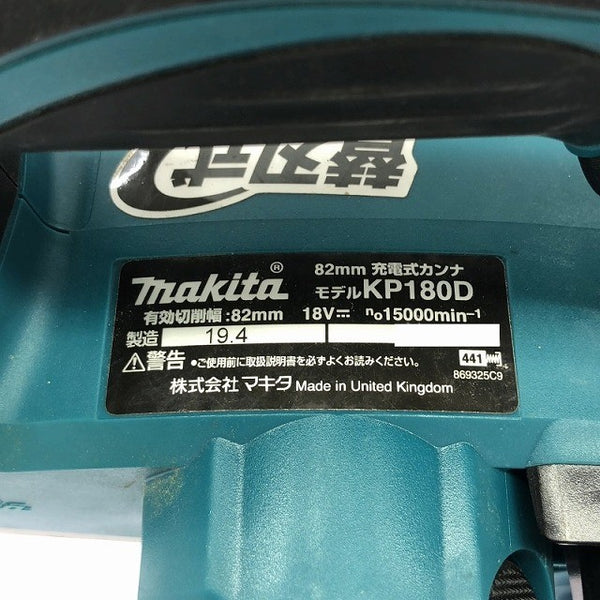 替刃式
makita®
82mm 充電式カンナ
モデルKP180D
有効切削幅:82mm 18V⎓ n₀15000min⁻¹
製造 19.4
⚠警告 •ご使用前に取扱説明書を必ずよくお読みください。
441
869325C9
株式会社 マキタ Made in United Kingdom